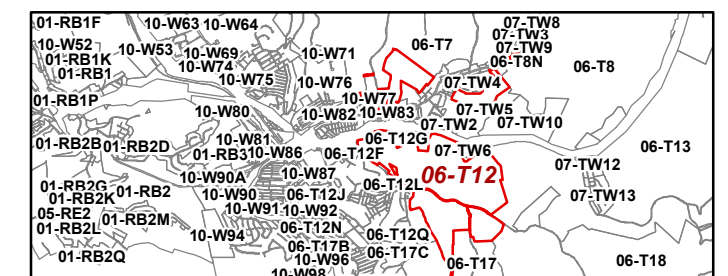 01-RB1F
10-W63
10-W64
07-TW8
07-TW3
10-W52
10-W53
10-W69
10-W71
06-T7
07-TW9
01-RB1K
10-W74
06-T8N
06-T8
01-RB1
10-W75
10-W76
07-TW4
01-RB1P
10-W77
10-W80
10-W82
10-W83
07-TW5
07-TW2
07-TW10
01-RB2B
01-RB2D
10-W81
06-T12G
06-T13
01-RB3
10-W86
06-T12F
07-TW6
07-TW12
10-W90A
10-W87
06-T12
01-RB2G
01-RB2
10-W90
06-T12J
06-T12L
07-TW13
01-RB2K
05-RE2
01-RB2M
10-W91
10-W92
01-RB2L
10-W94
06-T12N
06-T12Q
01-RB2Q
06-T17B
06-T17C
10-W96
06-T17
06-T18
10-W98